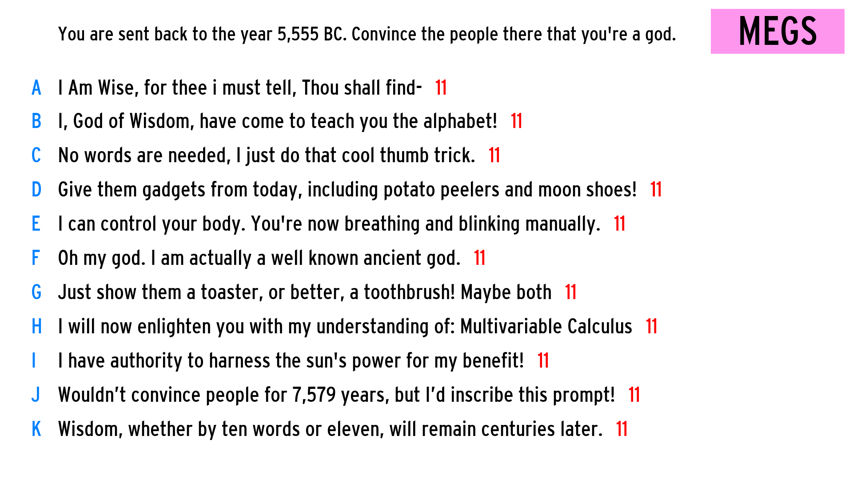 You are sent back to the year 5,555 BC. Convince the people there that you're a god.
MEGS
A I Am Wise, for thee i must tell, Thou shall find- 11
B I, God of Wisdom, have come to teach you the alphabet! 11
C No words are needed, I just do that cool thumb trick. 11
D Give them gadgets from today, including potato peelers and moon shoes! 11
E I can control your body. You're now breathing and blinking manually. 11
F Oh my god. I am actually a well known ancient god. 11
G Just show them a toaster, or better, a toothbrush! Maybe both 11
H I will now enlighten you with my understanding of: Multivariable Calculus 11
I I have authority to harness the sun's power for my benefit! 11
J Wouldn’t convince people for 7,579 years, but I’d inscribe this prompt! 11
K Wisdom, whether by ten words or eleven, will remain centuries later. 11